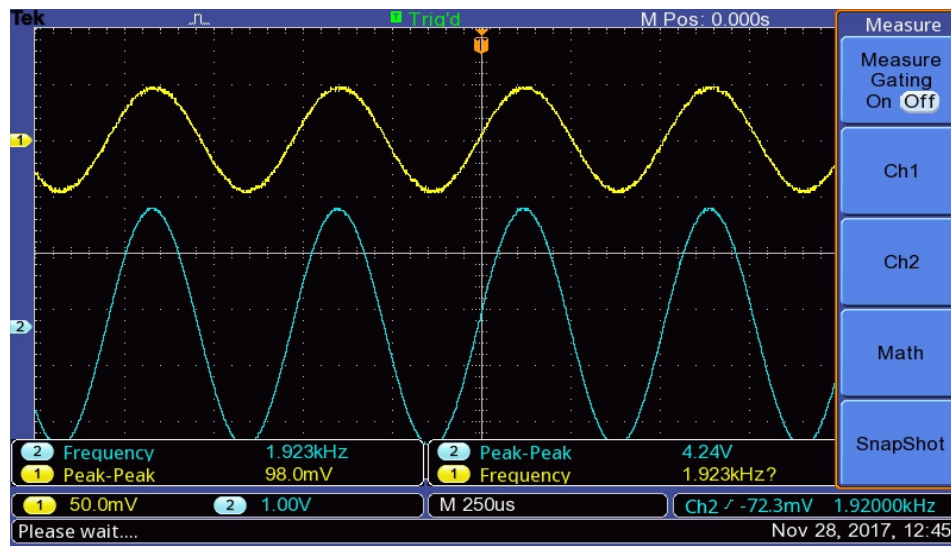 Tek T Trig'd M Pos: 0.000s Measure
T
Measure
Gating
On Off
1
Ch1
Ch2
2
Math
SnapShot
2 Frequency 1.923kHz 2 Peak-Peak 4.24V
1 Peak-Peak 98.0mV 1 Frequency 1.923kHz?
1 50.0mV 2 1.00V M 250us Ch2 -72.3mV 1.92000kHz
Please wait.... Nov 28, 2017, 12:45